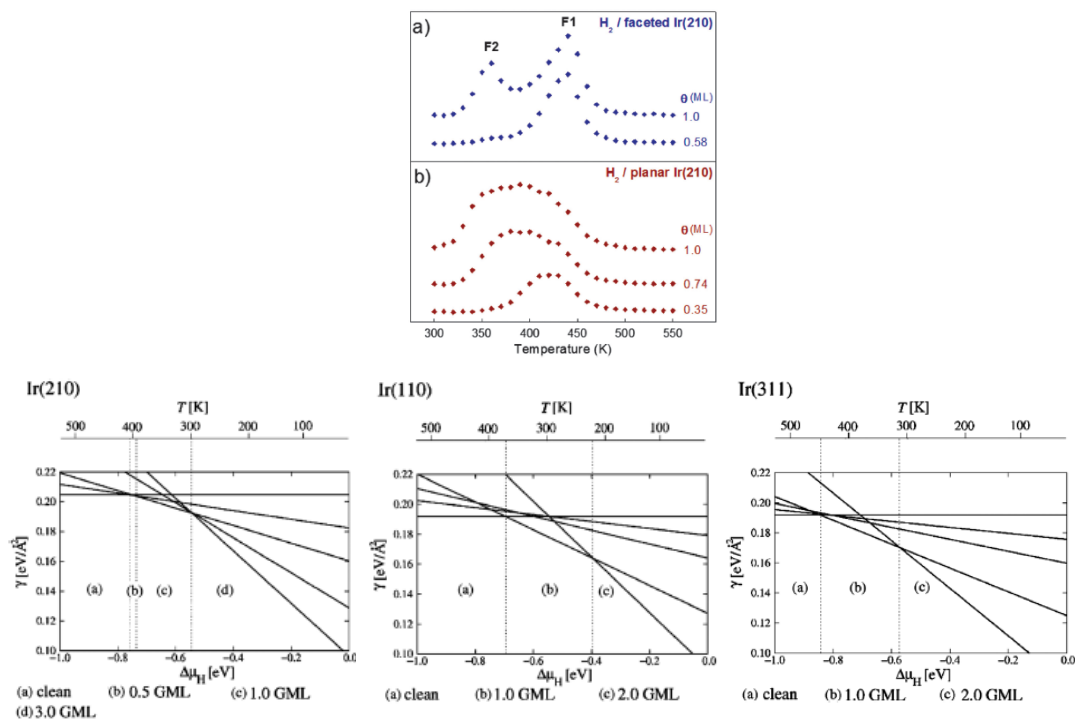 a)
F1
H2 / faceted Ir(210)
F2
θ(ML)
1.0
0.58
b)
H2 / planar Ir(210)
θ(ML)
1.0
0.74
0.35
300 350 400 450 500 550
Temperature (K)
Ir(210)
T [K]
500 400 300 200 100
0.22
0.20
0.18
0.16
0.14
0.12
0.10
γ [eV/Å²]
(a) (b) (c) (d)
−1.0 −0.8 −0.6 −0.4 −0.2 0.0
ΔμH [eV]
(a) clean (b) 0.5 GML (c) 1.0 GML
(d) 3.0 GML
Ir(110)
T [K]
500 400 300 200 100
0.22
0.20
0.18
0.16
0.14
0.12
0.10
γ [eV/Å²]
(a) (b) (c)
−1.0 −0.8 −0.6 −0.4 −0.2 0.0
ΔμH [eV]
(a) clean (b) 1.0 GML (c) 2.0 GML
Ir(311)
T [K]
500 400 300 200 100
0.22
0.20
0.18
0.16
0.14
0.12
0.10
γ [eV/Å²]
(a) (b) (c)
−1.0 −0.8 −0.6 −0.4 −0.2 0.0
ΔμH [eV]
(a) clean (b) 1.0 GML (c) 2.0 GML